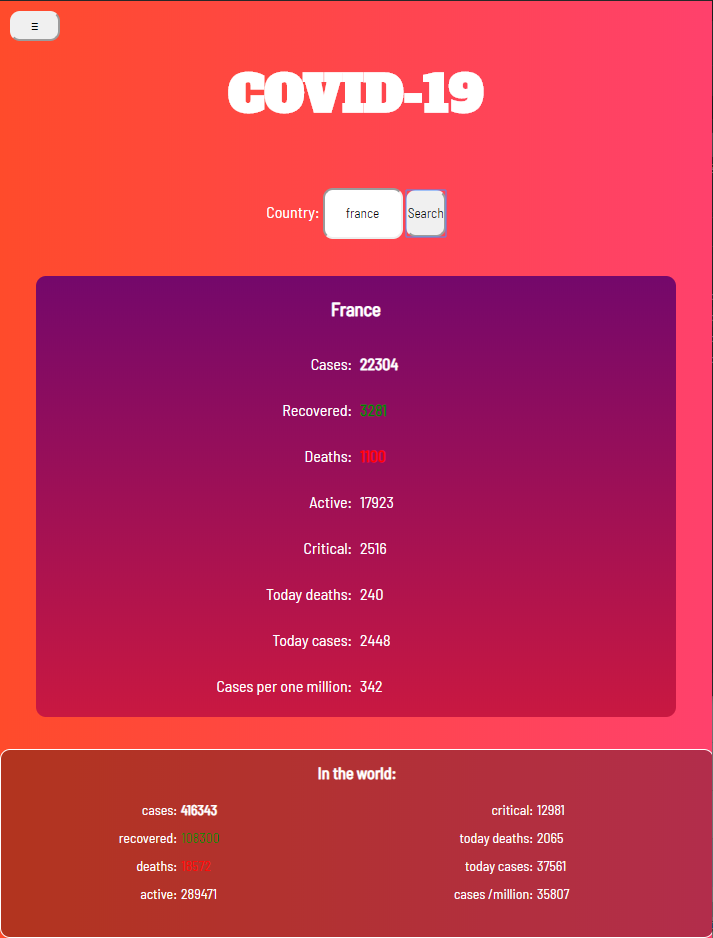 ☰
COVID-19
Country: france Search
France
Cases: 22304
Recovered: 3281
Deaths: 1100
Active: 17923
Critical: 2516
Today deaths: 240
Today cases: 2448
Cases per one million: 342
In the world:
cases: 416343
critical: 12981
recovered:
today deaths: 2065
deaths:
today cases: 37561
active: 289471
cases /million: 35807